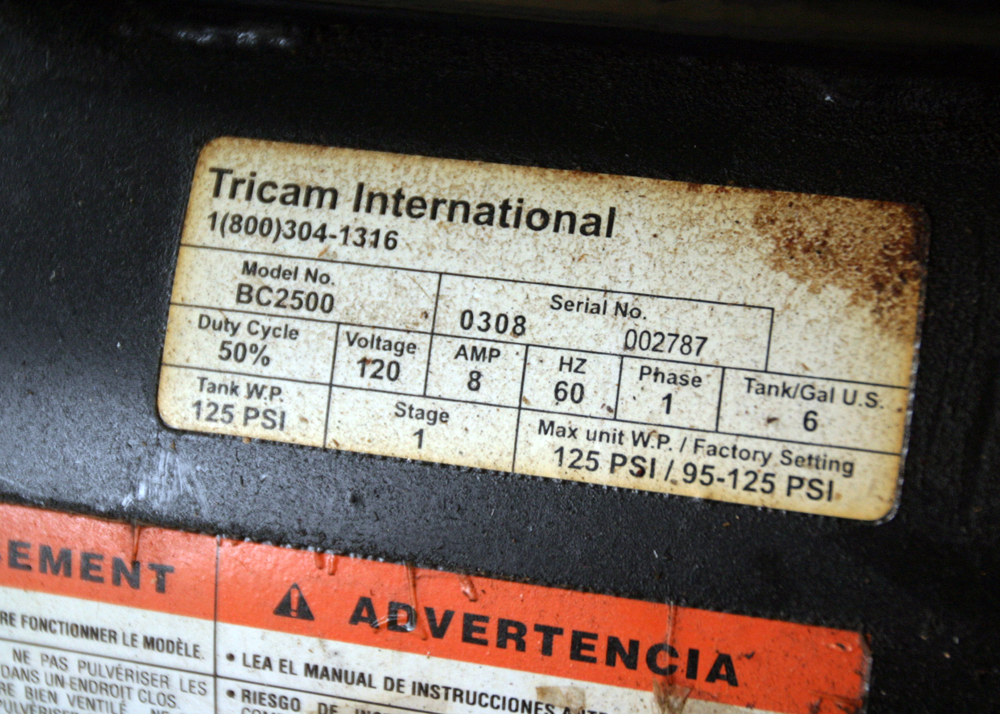 Tricam International
1(800)304-1316
Model No.
BC2500
Serial No.
0308 002787
Duty Cycle
50%
Voltage
120
AMP
8
HZ
60
Phase
1
Tank/Gal U.S.
6
Tank W.P.
125 PSI
Stage
1
Max unit W.P. / Factory Setting
125 PSI / 95-125 PSI
SEMENT
RE FONCTIONNER LE MODÈLE.
NE PAS PULVÉRISER LES
DANS UN ENDROIT CLOS.
RE BIEN VENTILÉ.
ADVERTENCIA
• LEA EL MANUAL DE INSTRUCCIONES
• RIESGO DE